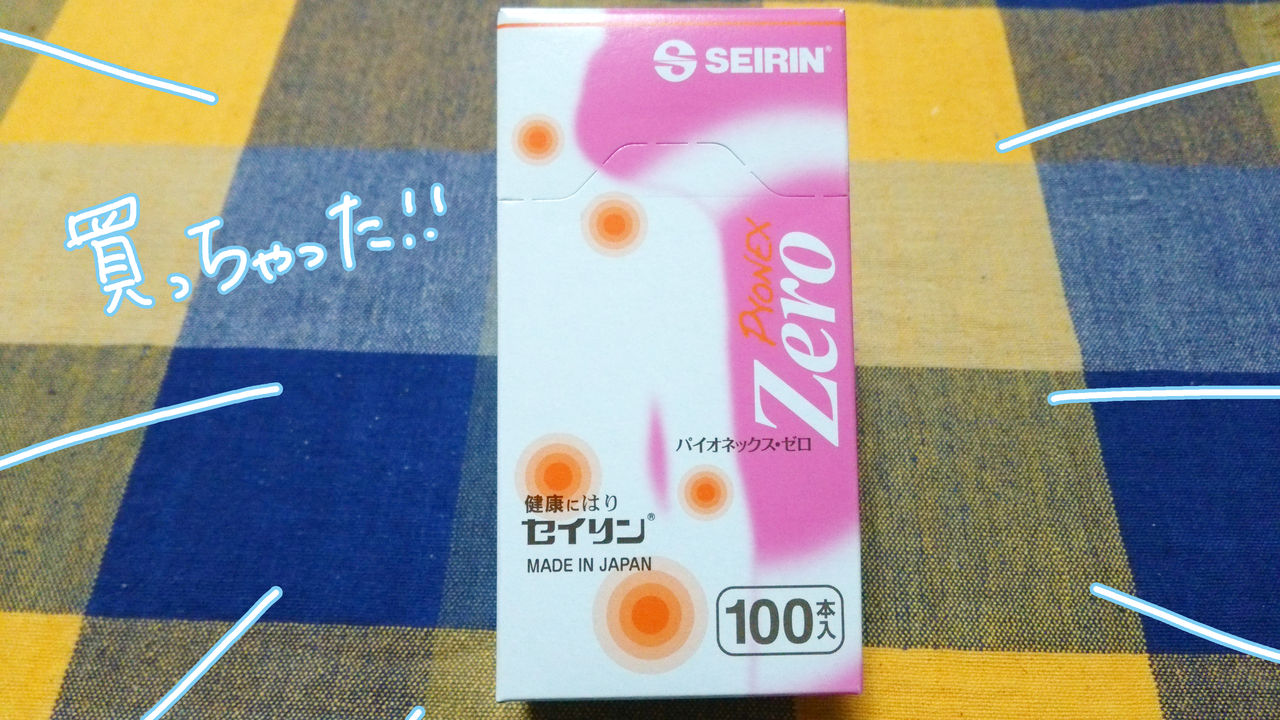 SEIRIN®
買っちゃった!!
PYONEX
Zero
パイオネックス・ゼロ
健康にはり
セイリン®
MADE IN JAPAN
100本入